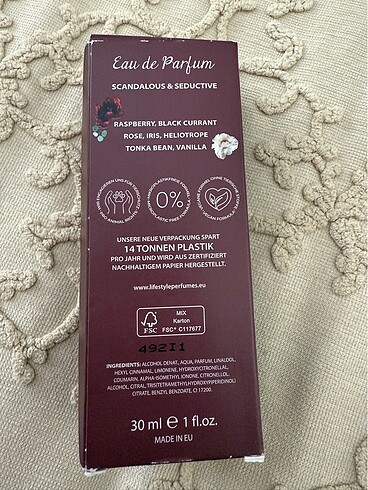 Eau de Parfum
SCANDALOUS & SEDUCTIVE
RASPBERRY, BLACK CURRANT
ROSE, IRIS, HELIOTROPE
TONKA BEAN, VANILLA
0%
UNSERE NEUE VERPACKUNG SPART
14 TONNEN PLASTIK
PRO JAHR UND WIRD AUS ZERTIFIZIERT
NACHHALTIGEM PAPIER HERGESTELLT.
www.lifestyleperfumes.eu
FSC
MIX
Karton
FSC® C117677
492I1
INGREDIENTS: ALCOHOL DENAT., AQUA, PARFUM, LINALOOL,
HEXYL CINNAMAL, LIMONENE, HYDROXYCITRONELLAL,
COUMARIN, ALPHA-ISOMETHYL IONONE, CITRONELLOL,
ALCOHOL, CITRAL, TRIS(TETRAMETHYLHYDROXYPIPERIDINOL)
CITRATE, BENZYL BENZOATE, CI 17200.
30 ml e 1 fl.oz.
MADE IN EU